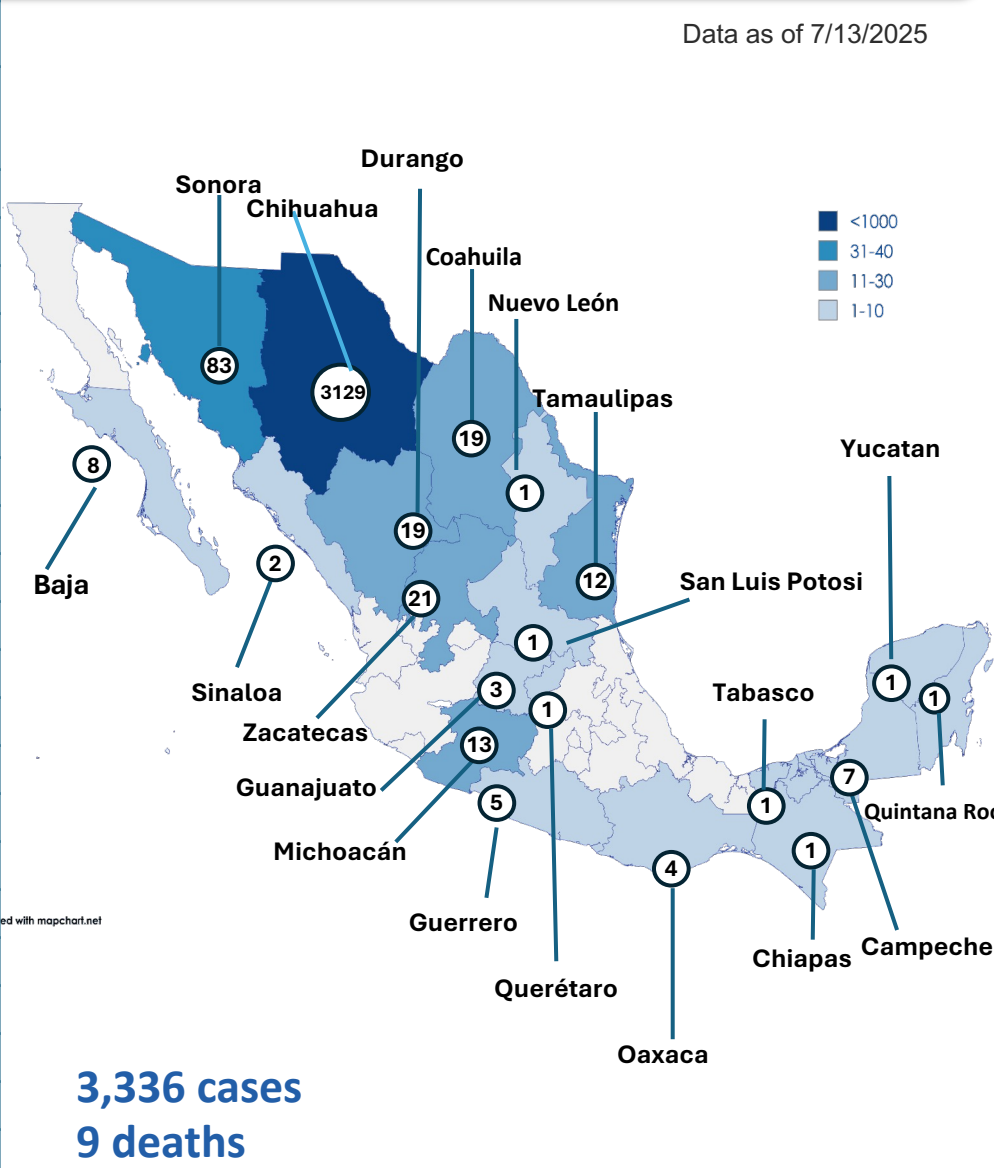 Data as of 7/13/2025
Durango
Sonora
Chihuahua
<1000
31-40
11-30
1-10
Coahuila
Nuevo León
83
3129
Tamaulipas
19
Yucatan
8
1
19
2
12
San Luis Potosi
Baja
21
1
1
1
Sinaloa
3
Tabasco
1
Zacatecas
13
7
Guanajuato
5
1
Quintana Roo
Michoacán
1
4
ed with mapchart.net
Guerrero
Campeche
Chiapas
Querétaro
Oaxaca
3,336 cases
9 deaths